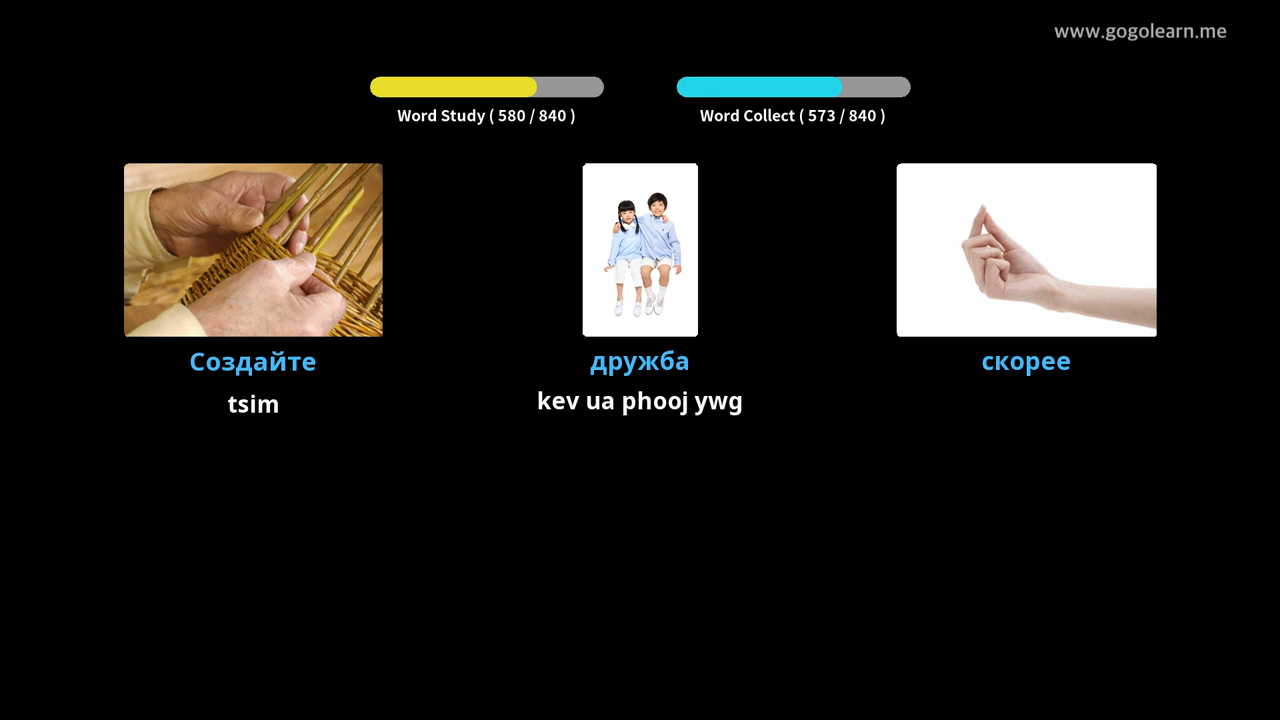 www.gogolearn.me
Word Study ( 580 / 840 )
Word Collect ( 573 / 840 )
Создайте
дружба
скорее
tsim
kev ua phooj ywg